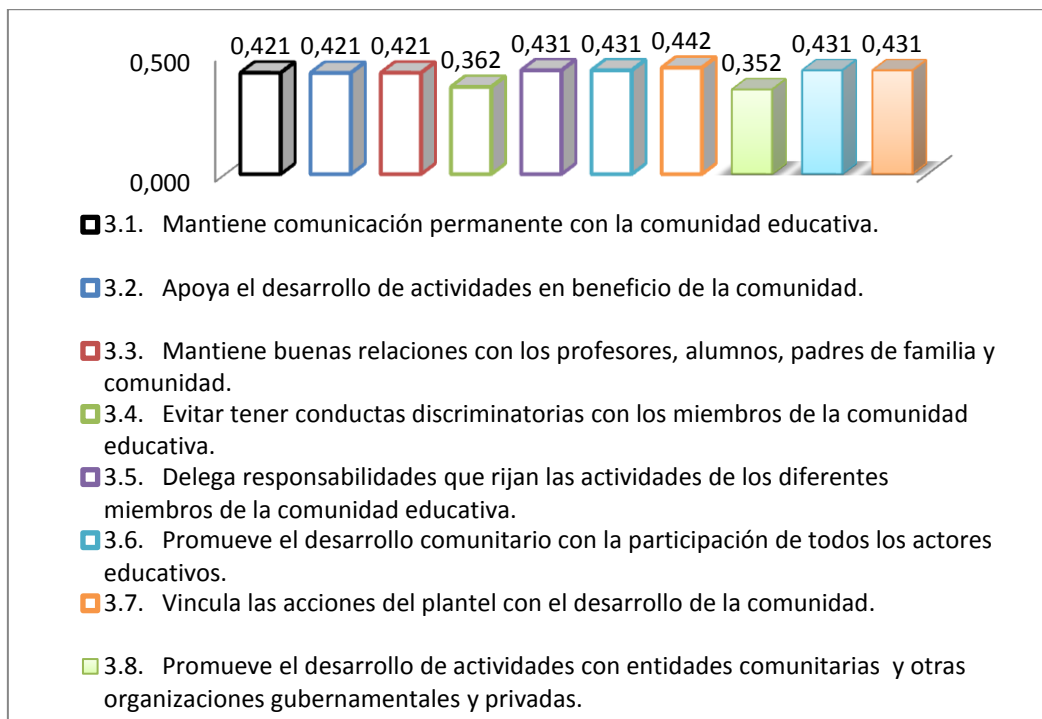 0,421 0,421 0,421 0,362 0,431 0,431 0,442 0,352 0,431 0,431
0,500
0,000
3.1. Mantiene comunicación permanente con la comunidad educativa.
3.2. Apoya el desarrollo de actividades en beneficio de la comunidad.
3.3. Mantiene buenas relaciones con los profesores, alumnos, padres de familia y
comunidad.
3.4. Evitar tener conductas discriminatorias con los miembros de la comunidad
educativa.
3.5. Delega responsabilidades que rijan las actividades de los diferentes
miembros de la comunidad educativa.
3.6. Promueve el desarrollo comunitario con la participación de todos los actores
educativos.
3.7. Vincula las acciones del plantel con el desarrollo de la comunidad.
3.8. Promueve el desarrollo de actividades con entidades comunitarias y otras
organizaciones gubernamentales y privadas.